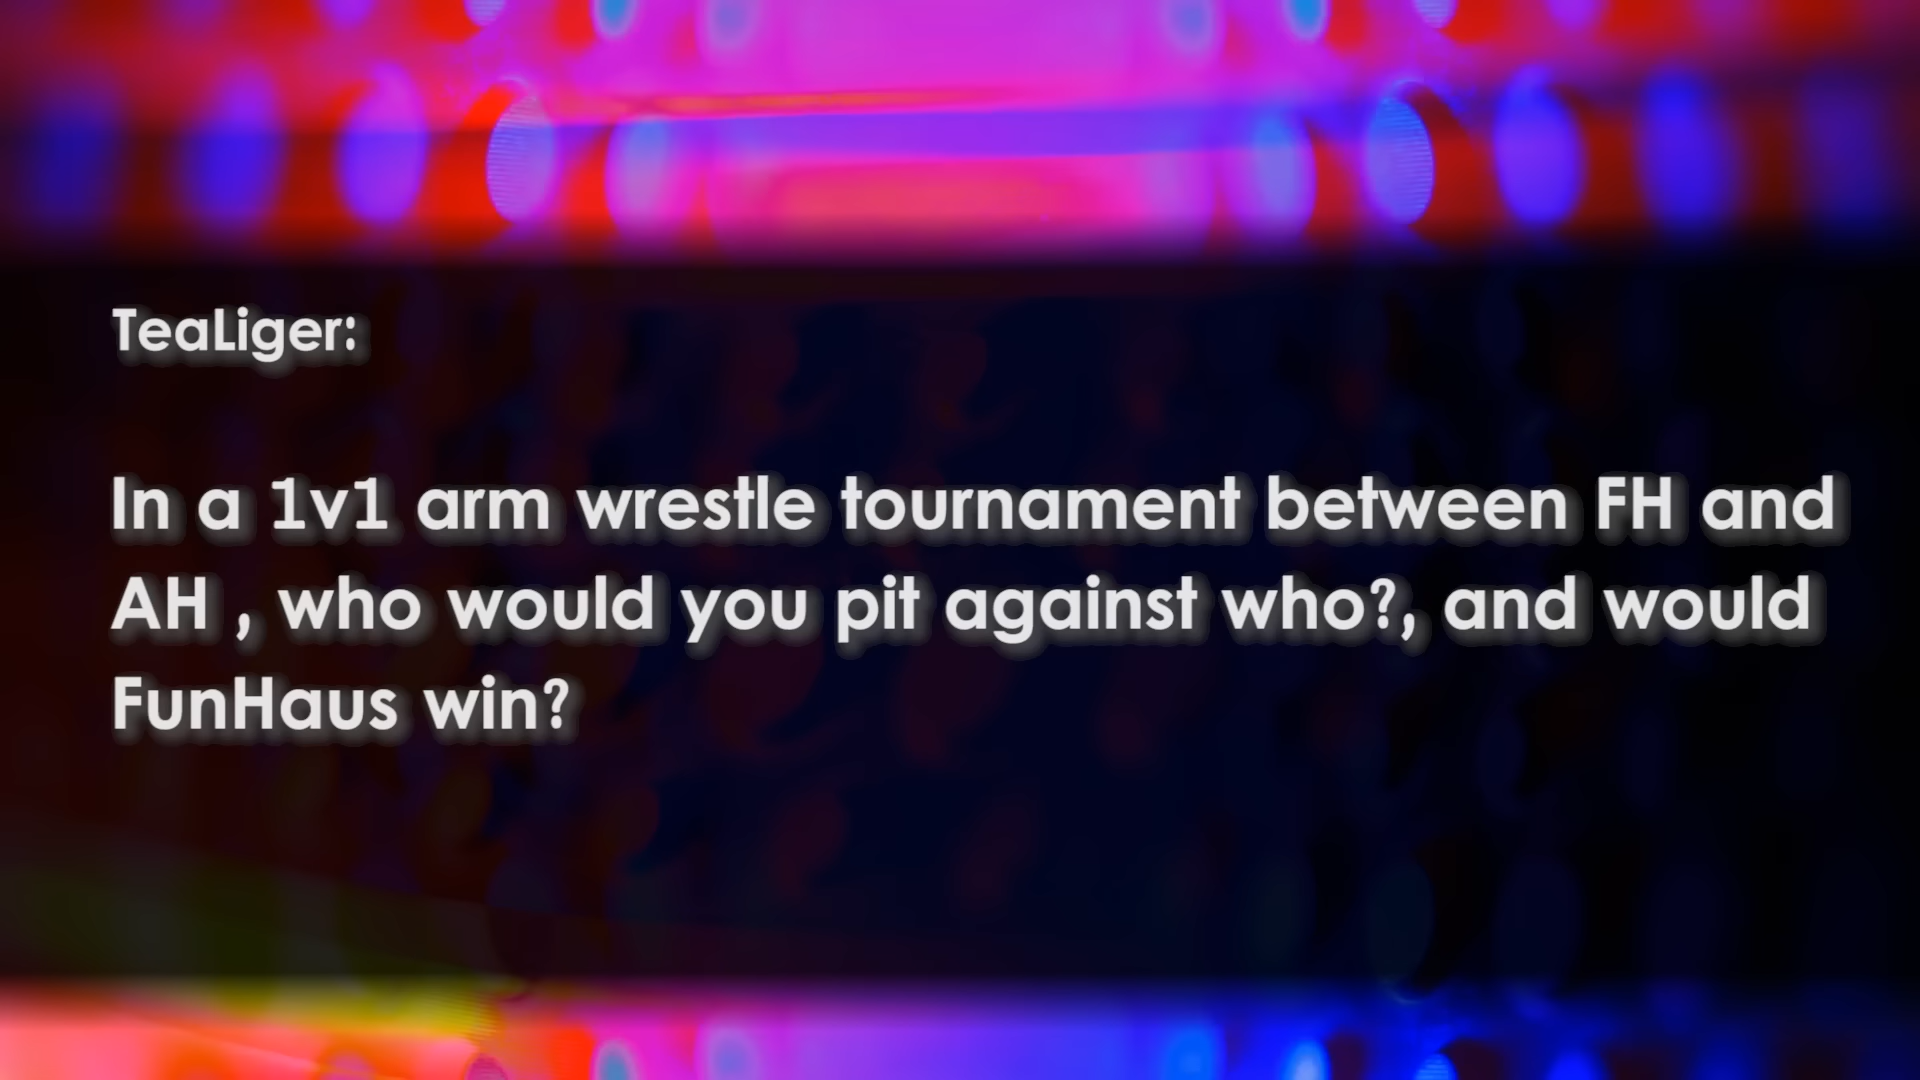 TeaLiger:
In a 1v1 arm wrestle tournament between FH and
AH , who would you pit against who?, and would
FunHaus win?